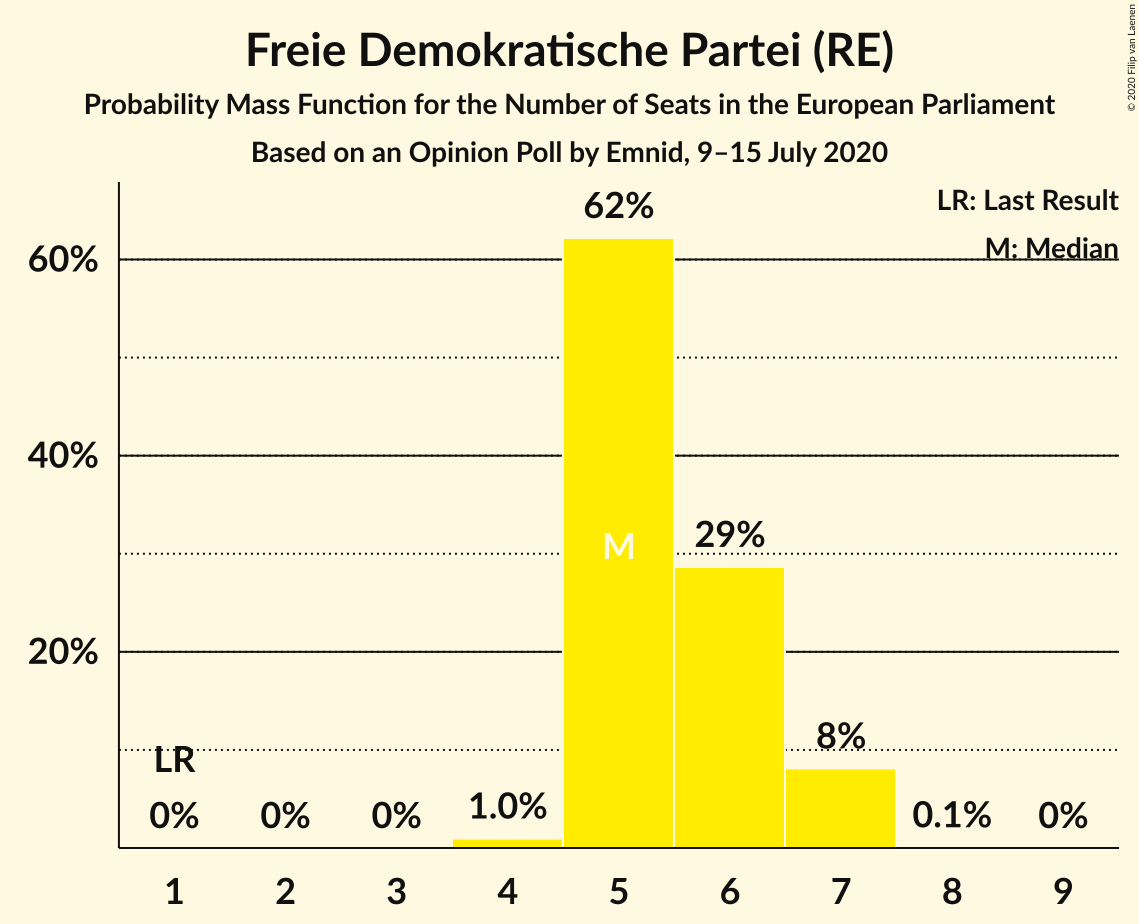 Freie Demokratische Partei (RE)
Probability Mass Function for the Number of Seats in the European Parliament
Based on an Opinion Poll by Emnid, 9–15 July 2020
© 2020 Filip van Laenen
LR: Last Result
M: Median
60%
40%
20%
62%
M
29%
8%
LR
0%
0%
0%
1.0%
0.1%
0%
1 2 3 4 5 6 7 8 9